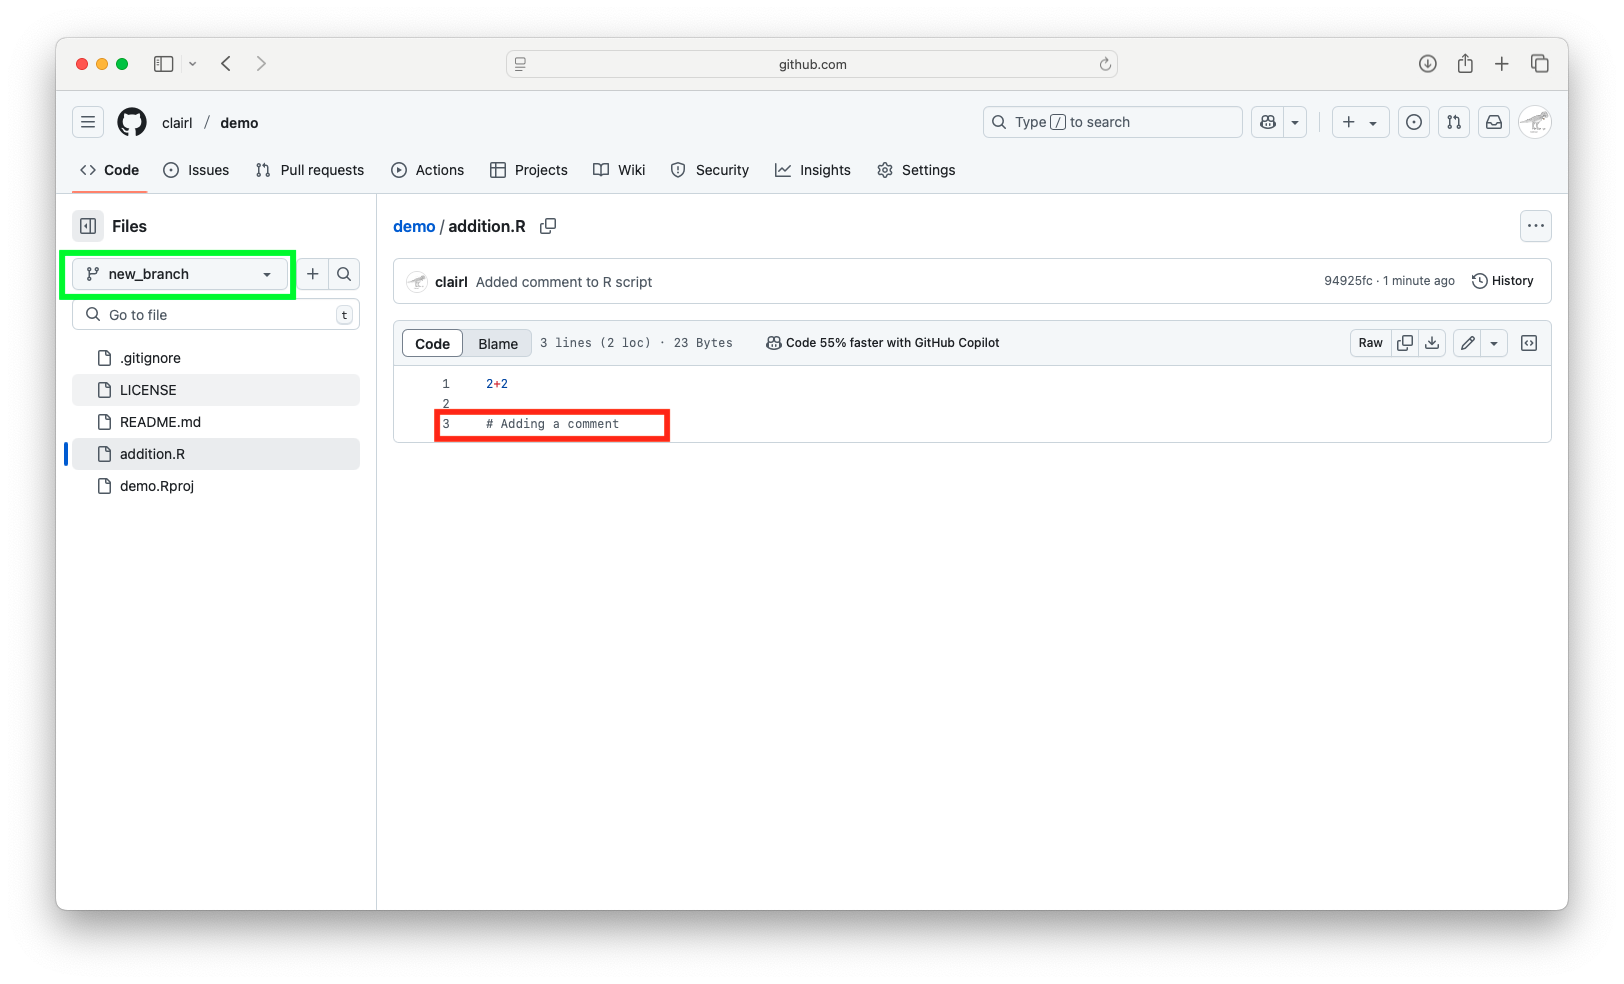 github.com
clairl / demo
Type / to search
Code Issues Pull requests Actions Projects Wiki Security Insights Settings
Files
new_branch
Go to file t
.gitignore
LICENSE
README.md
addition.R
demo.Rproj
demo / addition.R
clairl Added comment to R script 94925fc · 1 minute ago History
Code Blame 3 lines (2 loc) · 23 Bytes Code 55% faster with GitHub Copilot Raw
1 2+2
2
3 # Adding a comment